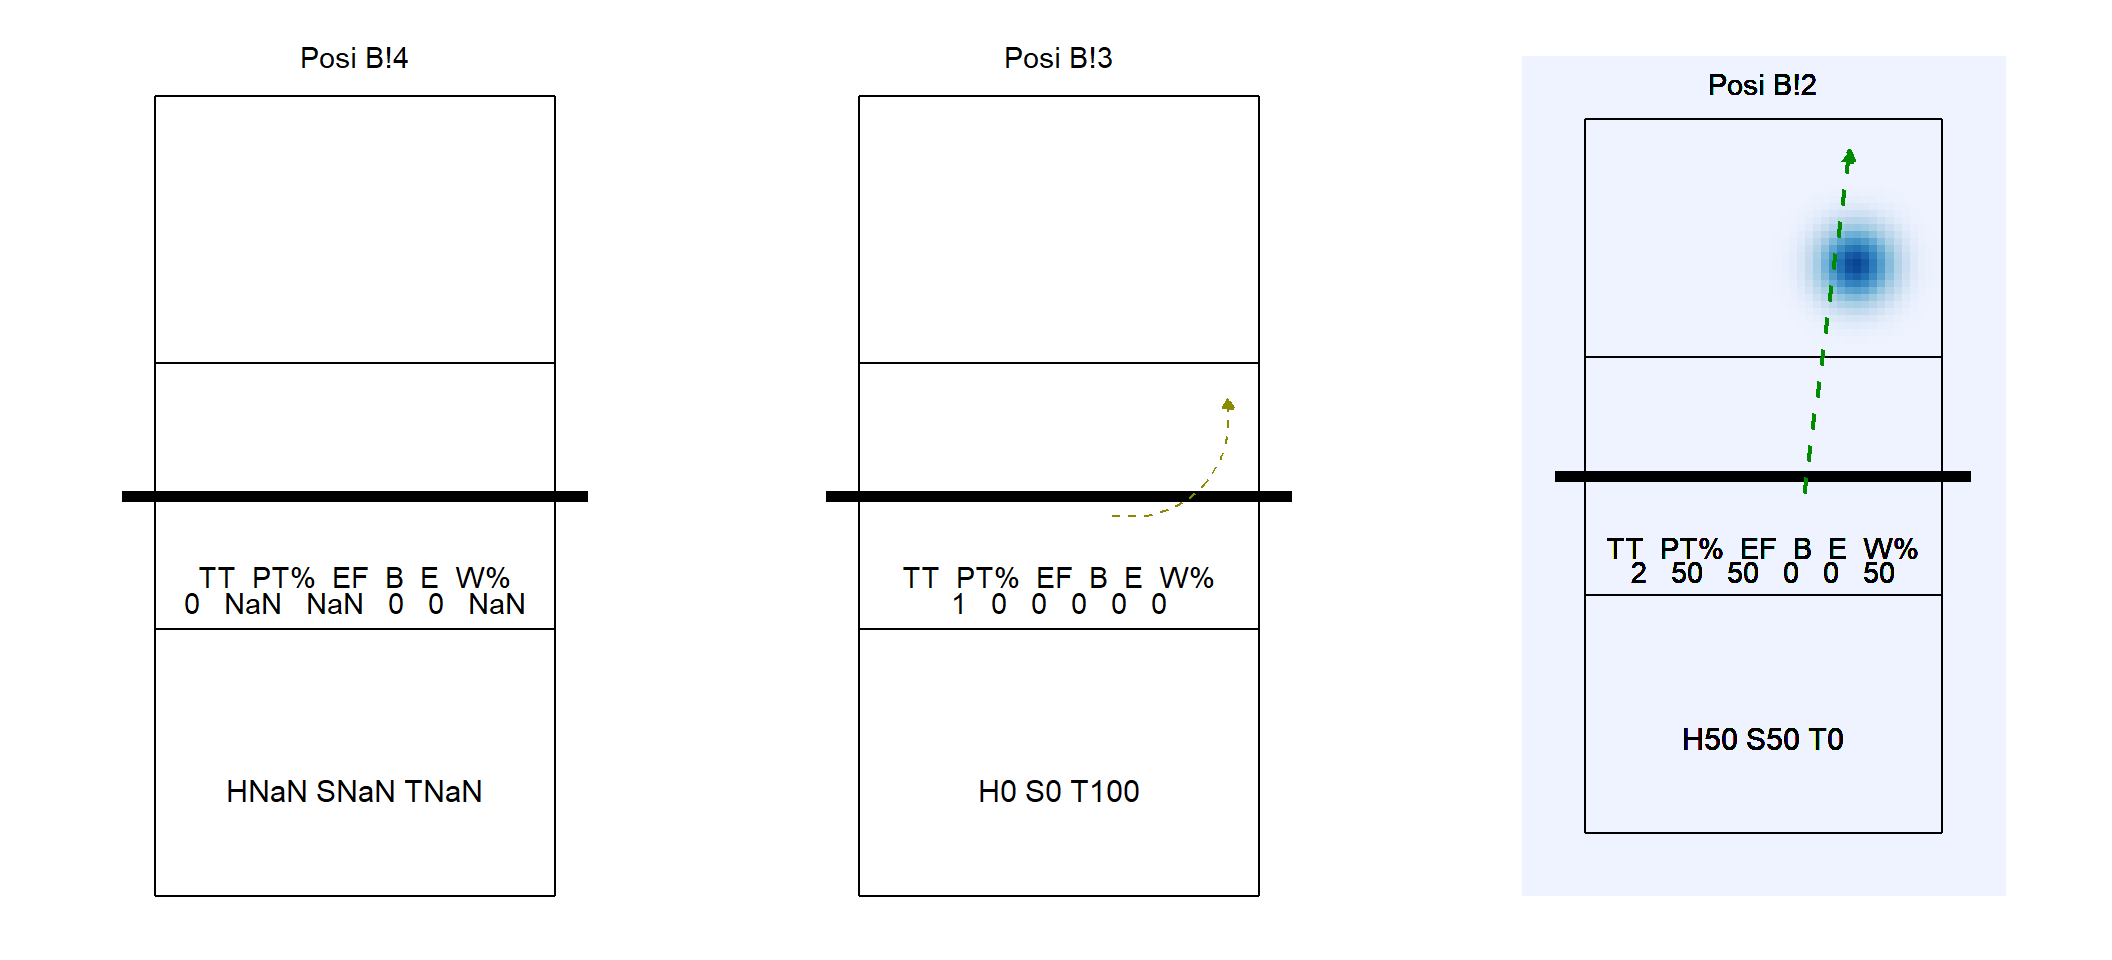 Posi B!4
TT PT% EF B E W%
0 NaN NaN 0 0 NaN
HNaN SNaN TNaN
Posi B!3
TT PT% EF B E W%
1 0 0 0 0 0
H0 S0 T100
Posi B!2
TT PT% EF B E W%
2 50 50 0 0 50
H50 S50 T0